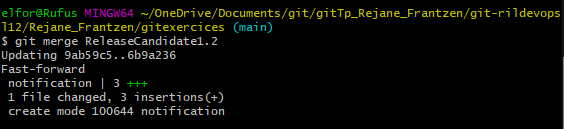 elfor@Rufus MINGW64 ~/OneDrive/Documents/git/gitTp_Rejane_Frantzen/git-rildevops
l12/Rejane_Frantzen/gitexercices (main)
$ git merge ReleaseCandidate1.2
Updating 9ab59c5..6b9a236
Fast-forward
 notification | 3 +++
 1 file changed, 3 insertions(+)
 create mode 100644 notification